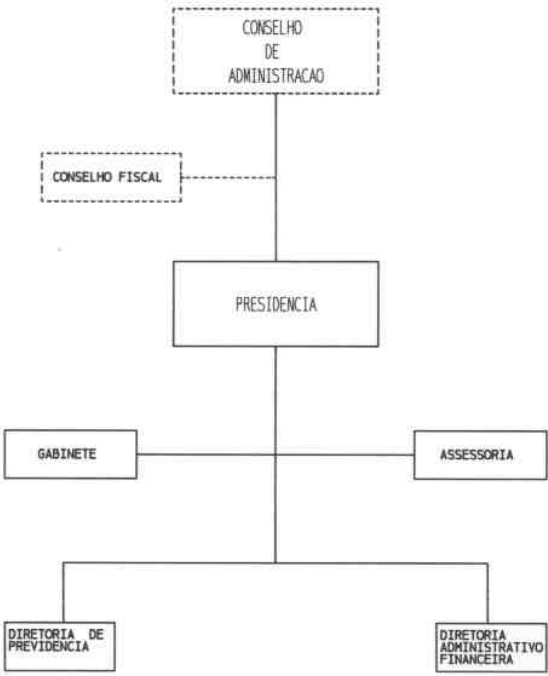 CONSELHO
DE
ADMINISTRACAO
CONSELHO FISCAL
PRESIDENCIA
GABINETE
ASSESSORIA
DIRETORIA DE
PREVIDENCIA
DIRETORIA
ADMINISTRATIVO
FINANCEIRA